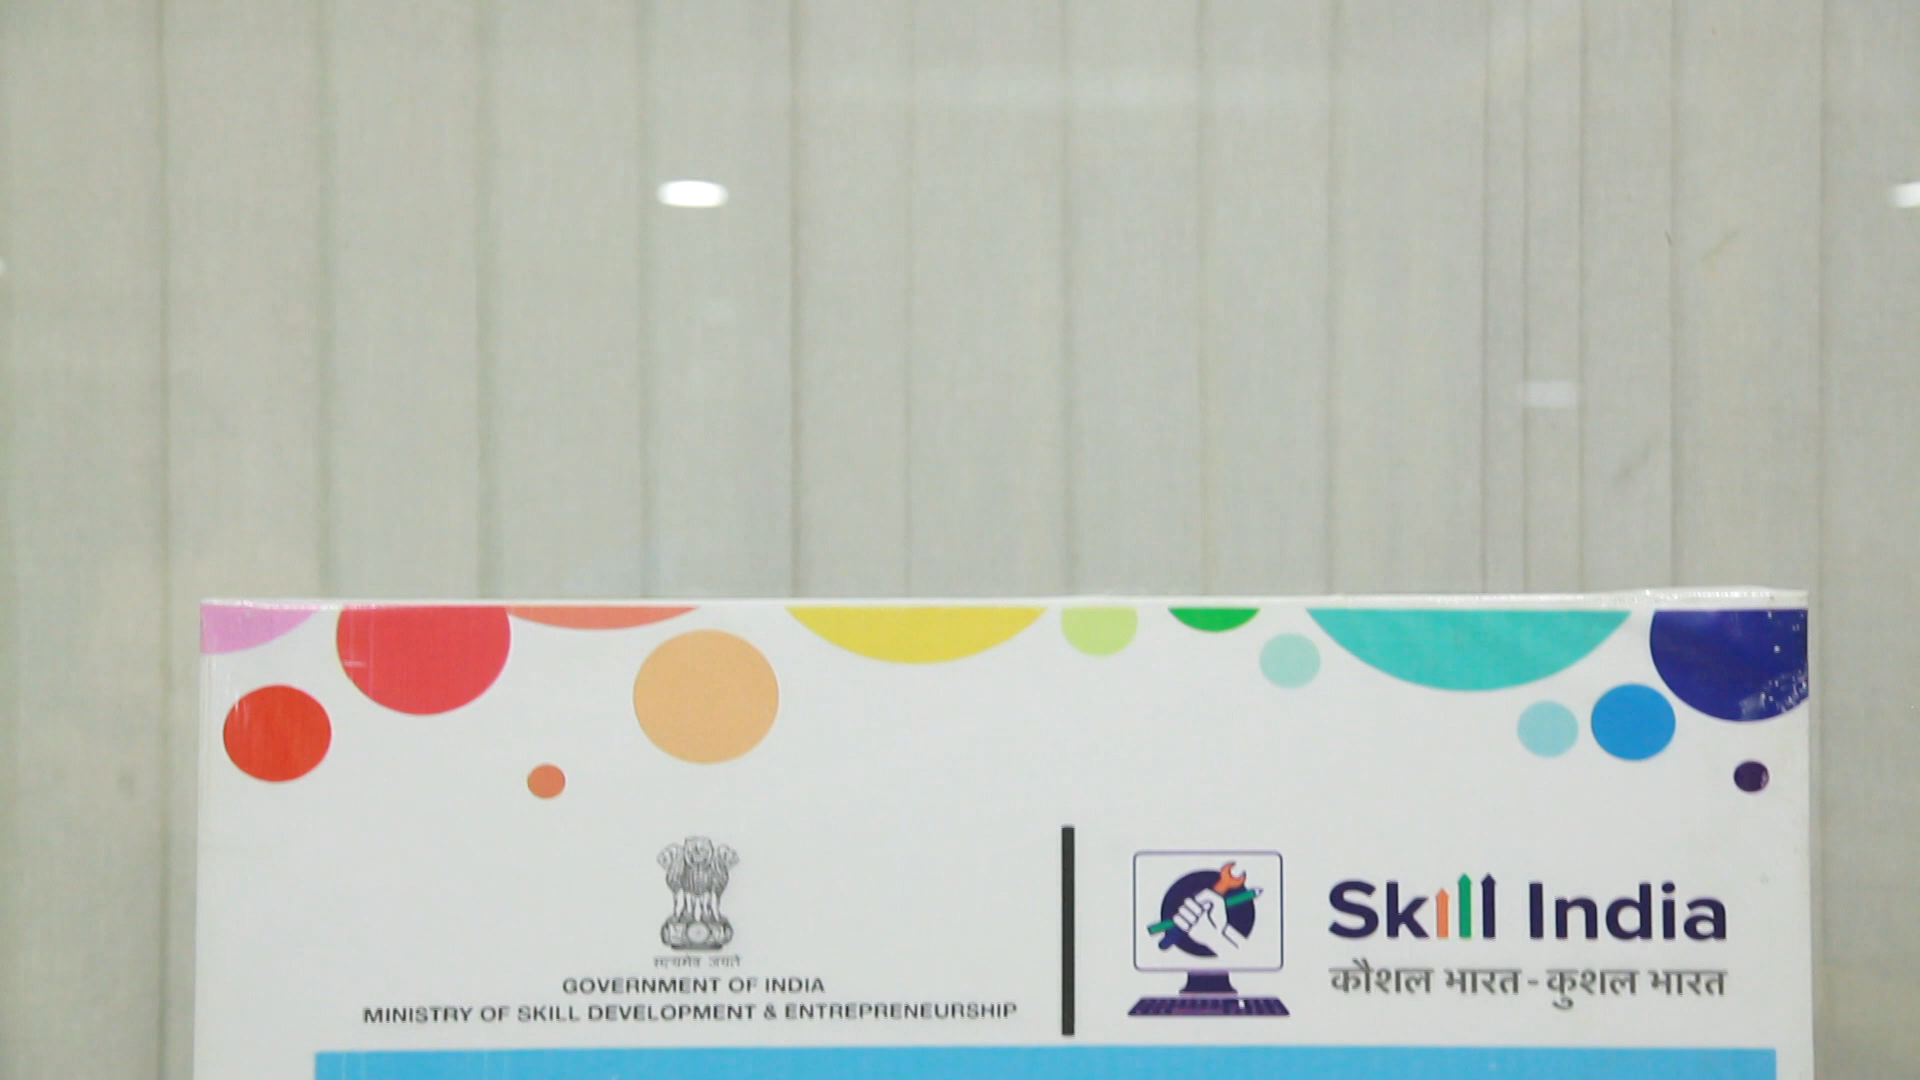 सत्यमेव जयते
GOVERNMENT OF INDIA
MINISTRY OF SKILL DEVELOPMENT & ENTREPRENEURSHIP
Skill India
कौशल भारत - कुशल भारत